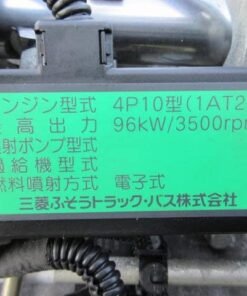 ンジン型式 4P10型(1AT2
高出力 96kW/3500rpm
射ポンプ型式
給機型式
燃料噴射方式 電子式
三菱ふそうトラック・バス株式会社